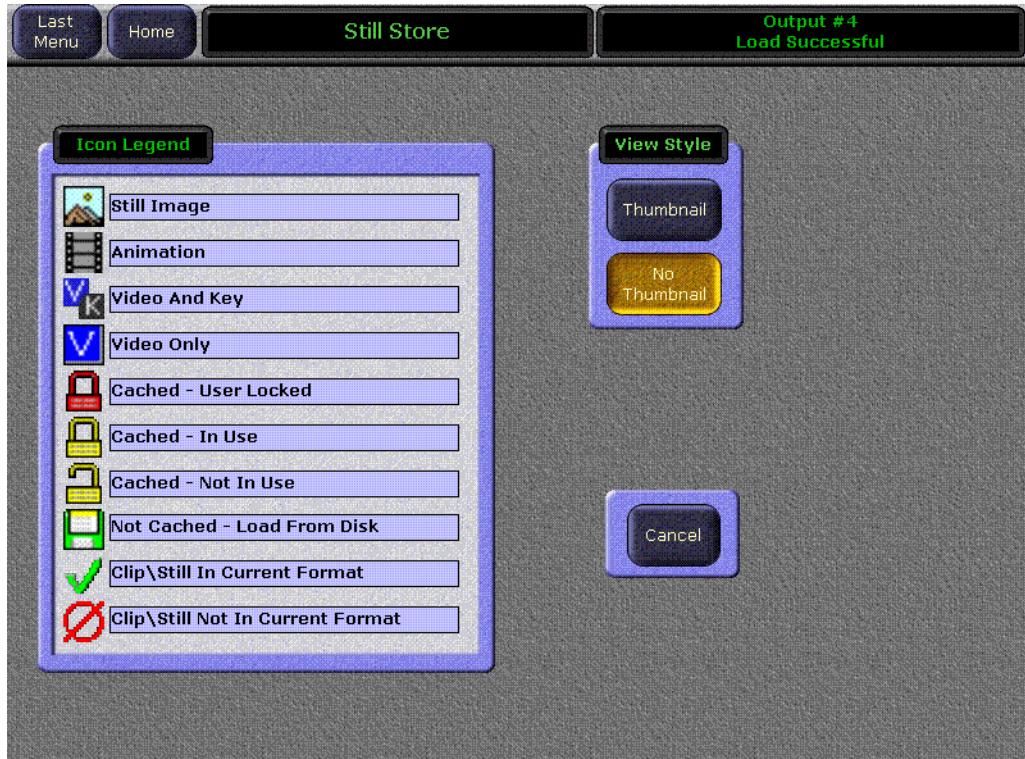 Last
Menu
Home
Still Store
Output #4
Load Successful
Icon Legend
Still Image
Animation
V
K
Video And Key
V
Video Only
Cached - User Locked
Cached - In Use
Cached - Not In Use
Not Cached - Load From Disk
Clip\Still In Current Format
Clip\Still Not In Current Format
View Style
Thumbnail
No
Thumbnail
Cancel